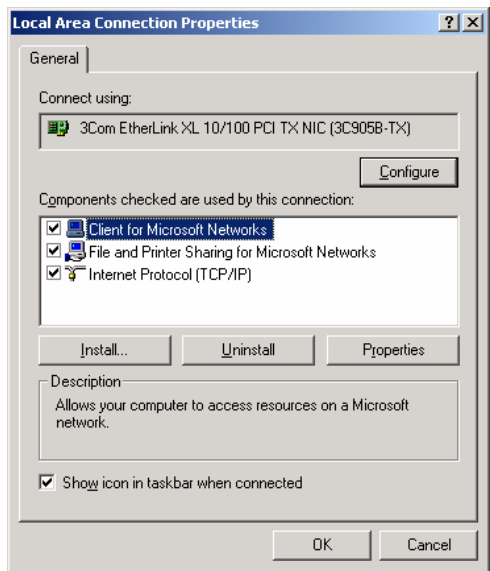 Local Area Connection Properties
General
Connect using:
3Com EtherLink XL 10/100 PCI TX NIC (3C905B-TX)
Configure
Components checked are used by this connection:
Client for Microsoft Networks
File and Printer Sharing for Microsoft Networks
Internet Protocol (TCP/IP)
Install... Uninstall Properties
Description
Allows your computer to access resources on a Microsoft
network.
Show icon in taskbar when connected
OK Cancel